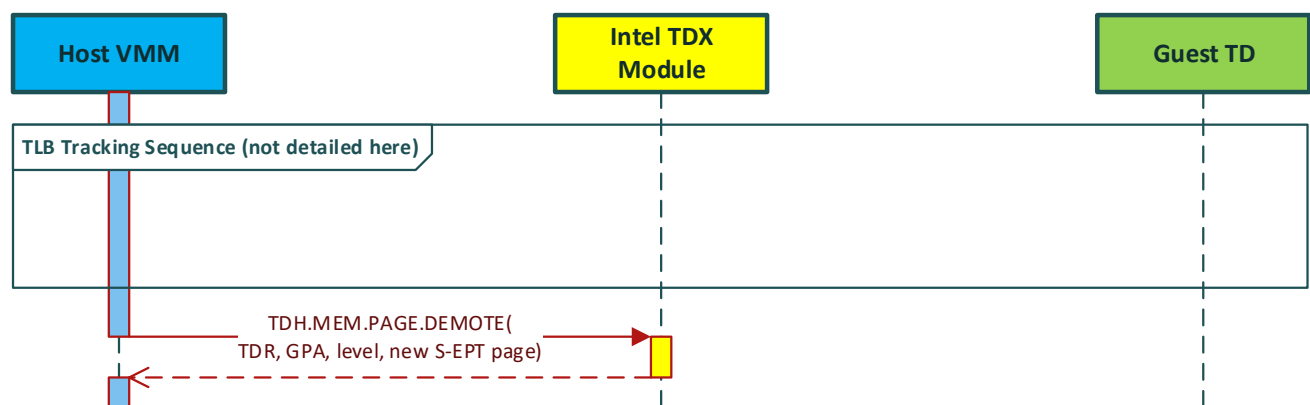 Host VMM
Intel TDX
Module
Guest TD
TLB Tracking Sequence (not detailed here)
TDH.MEM.PAGE.DEMOTE(
TDR, GPA, level, new S-EPT page)